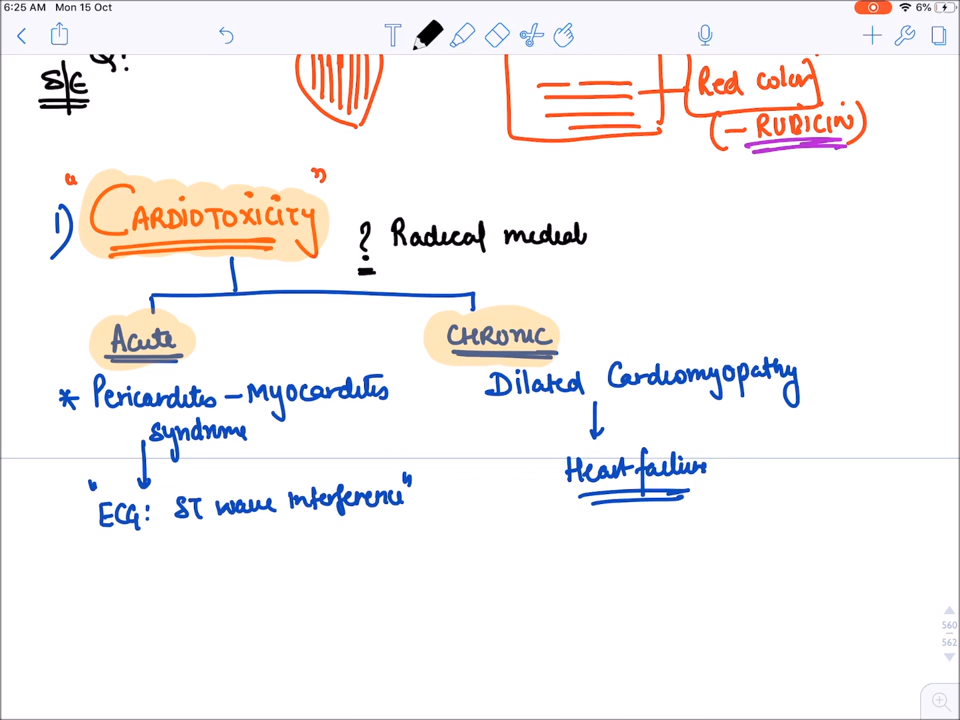 6:25 AM Mon 15 Oct
6%
T
S/E
Q?
Red color
(- RUBICIN)
1) "CARDIOTOXICITY"
? Radical mediat
Acute
CHRONIC
* Pericarditis - Myocarditis
syndrome
"ECG: ST wave interference"
Dilated Cardiomyopathy
Heart failure
560
562